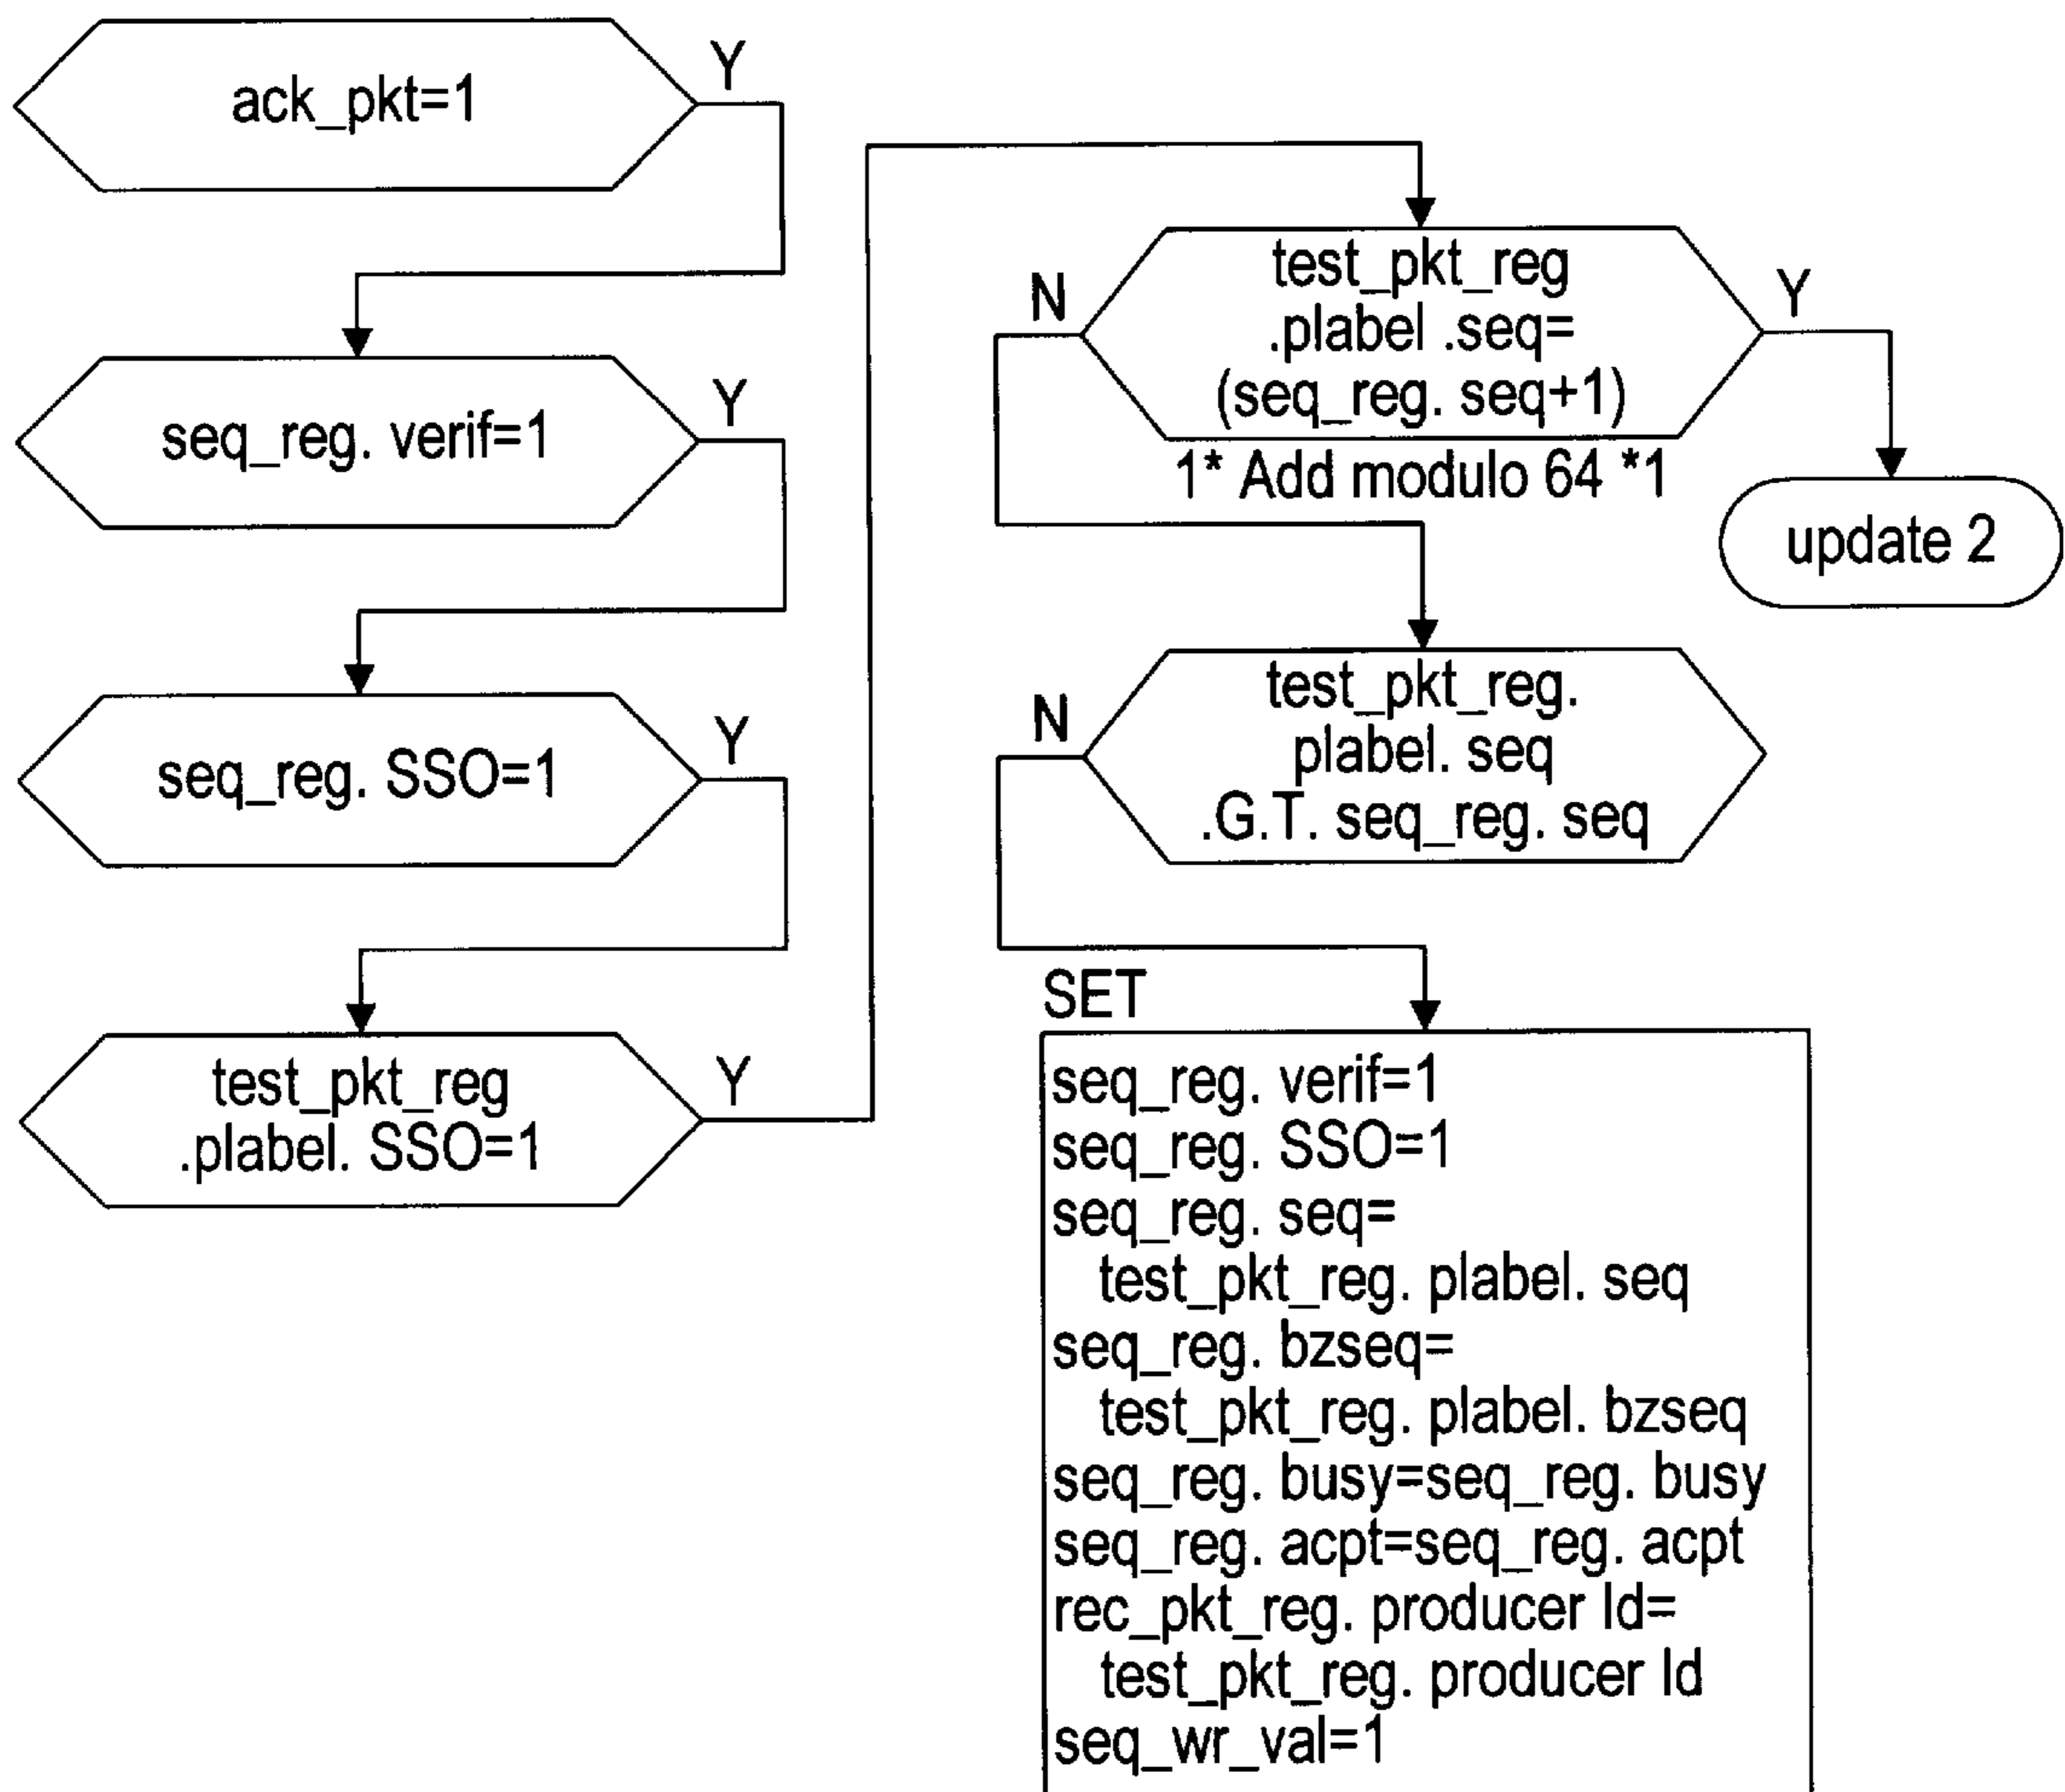 ack_pkt=1
Y
seq_reg. verif=1
Y
seq_reg. SSO=1
Y
test_pkt_reg
.plabel. SSO=1
Y
test_pkt_reg
.plabel .seq=
(seq_reg. seq+1)
N
Y
1* Add modulo 64 *1
update 2
test_pkt_reg.
plabel. seq
.G.T. seq_reg. seq
N
SET
seq_reg. verif=1
seq_reg. SSO=1
seq_reg. seq=
test_pkt_reg. plabel. seq
seq_reg. bzseq=
test_pkt_reg. plabel. bzseq
seq_reg. busy=seq_reg. busy
seq_reg. acpt=seq_reg. acpt
rec_pkt_reg. producer Id=
test_pkt_reg. producer Id
seq_wr_val=1